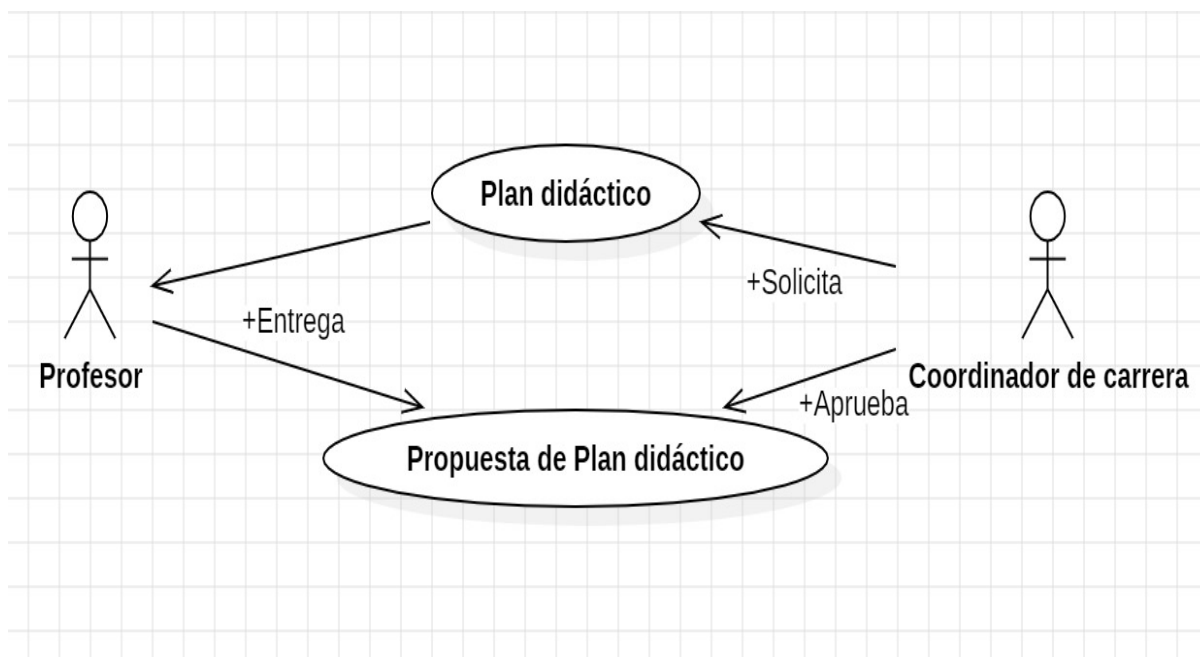 Plan didáctico
+Solicita
+Entrega
Profesor
Coordinador de carrera
+Aprueba
Propuesta de Plan didáctico